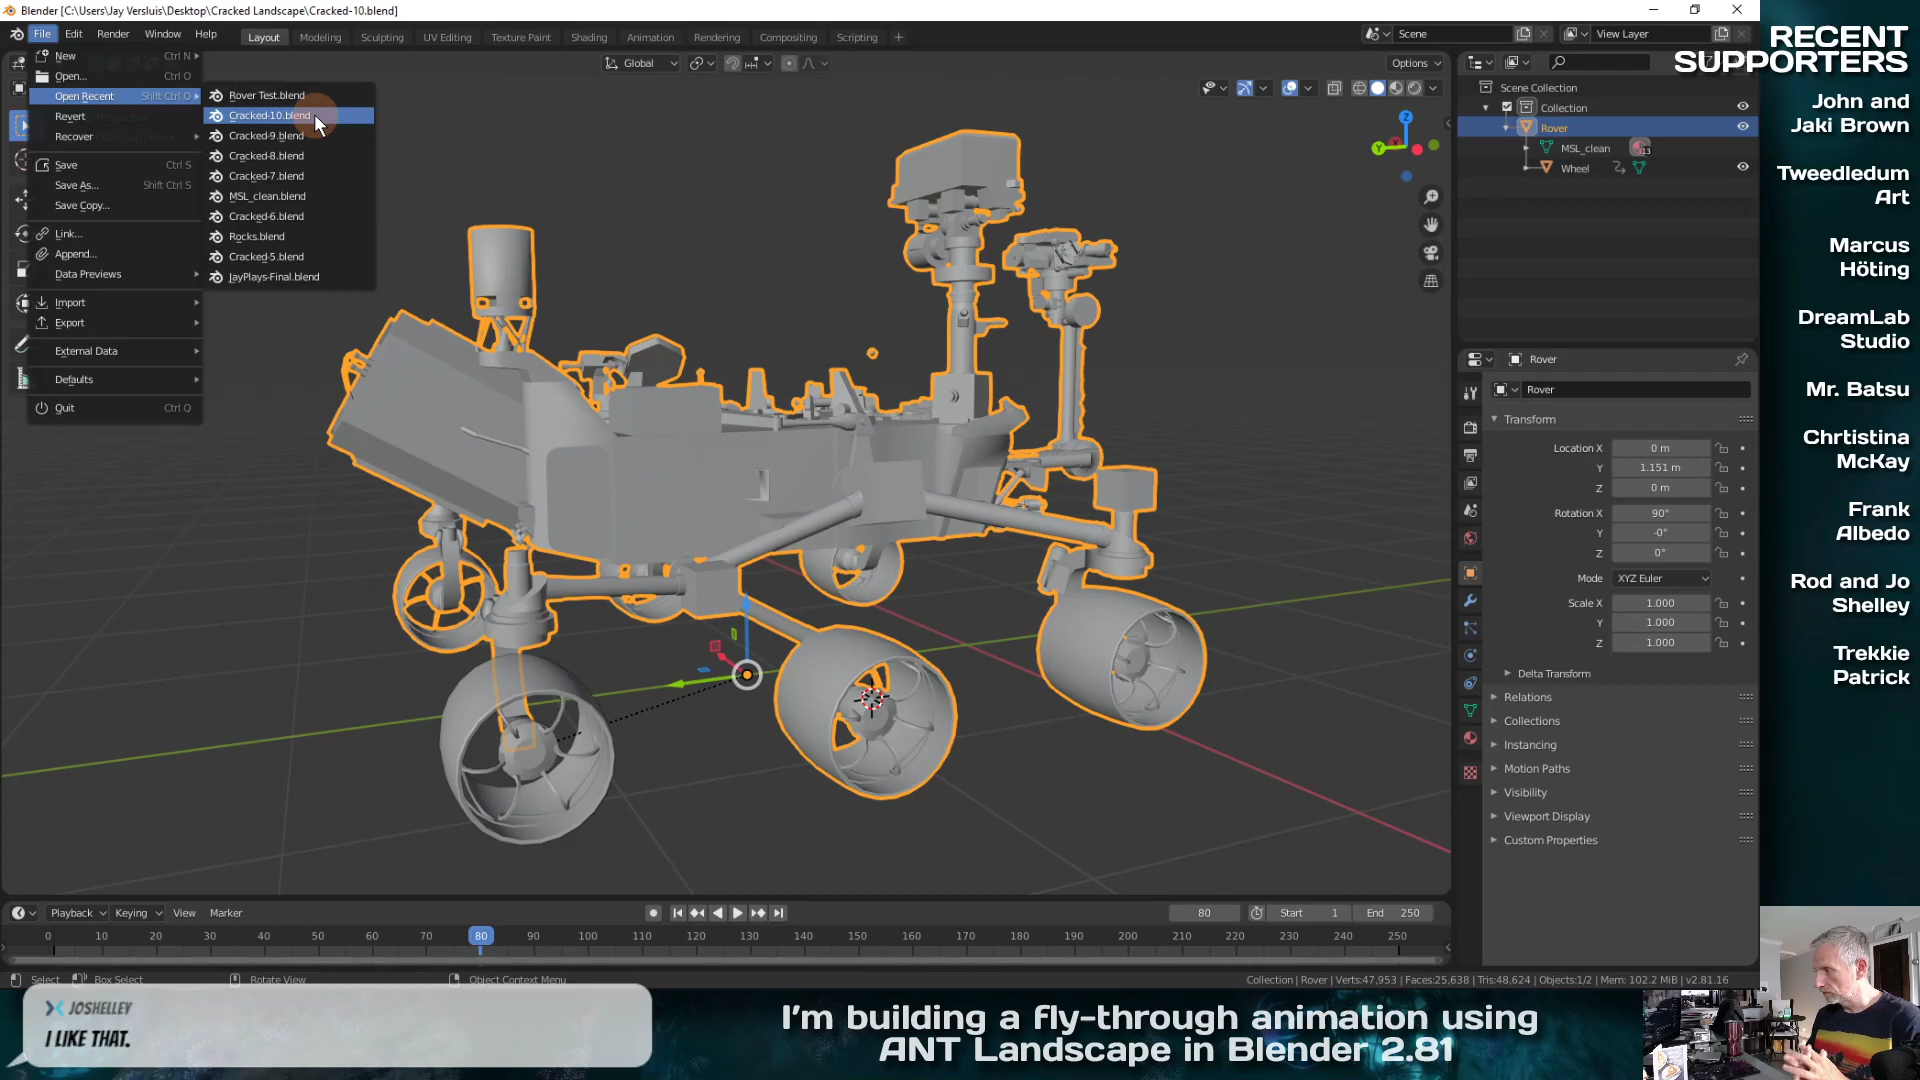 Blender [C:\Users\Jay Versluis\Desktop\Cracked Landscape\Cracked-10.blend]
File Edit Render Window Help
Layout Modeling Sculpting UV Editing Texture Paint Shading Animation Rendering Compositing Scripting +
Scene
View Layer
Global
Options
New Ctrl N
Open... Ctrl O
Open Recent Shift Ctrl O
Revert
Recover
Save Ctrl S
Save As... Shift Ctrl S
Save Copy...
Link...
Append...
Data Previews
Import
Export
External Data
Defaults
Quit Ctrl Q
Rover Test.blend
Cracked-10.blend
Cracked-9.blend
Cracked-8.blend
Cracked-7.blend
MSL_clean.blend
Cracked-6.blend
Rocks.blend
Cracked-5.blend
JayPlays-Final.blend
Z
Y
X
Scene Collection
Collection
Rover
MSL_clean 13
Wheel
Rover
Rover
Transform
Location X 0 m
Y 1.151 m
Z 0 m
Rotation X 90°
Y -0°
Z 0°
Mode XYZ Euler
Scale X 1.000
Y 1.000
Z 1.000
Delta Transform
Relations
Collections
Instancing
Motion Paths
Visibility
Viewport Display
Custom Properties
Playback Keying View Marker
80 Start 1 End 250
0 10 20 30 40 50 60 70 80 90 100 110 120 130 140 150 160 170 180 190 200 210 220 230 240 250
Select Box Select Rotate View Object Context Menu
Collection | Rover | Verts:47,953 | Faces:25,638 | Tris:48,624 | Objects:1/2 | Mem: 102.2 MiB | v2.81.16
RECENT
SUPPORTERS
John and
Jaki Brown
Tweedledum
Art
Marcus
Höting
DreamLab
Studio
Mr. Batsu
Chrtistina
McKay
Frank
Albedo
Rod and Jo
Shelley
Trekkie
Patrick
JOSHELLEY
I LIKE THAT.
I'm building a fly-through animation using
ANT Landscape in Blender 2.81